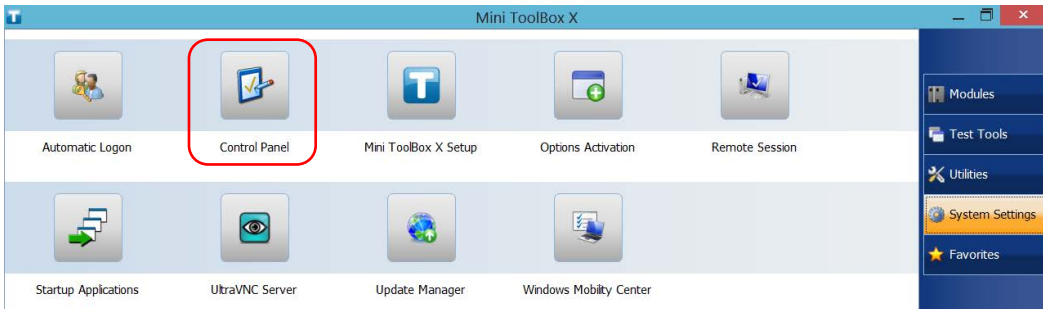 Mini ToolBox X
Automatic Logon
Control Panel
Mini ToolBox X Setup
Options Activation
Remote Session
Startup Applications
UltraVNC Server
Update Manager
Windows Mobility Center
Modules
Test Tools
Utilities
System Settings
Favorites